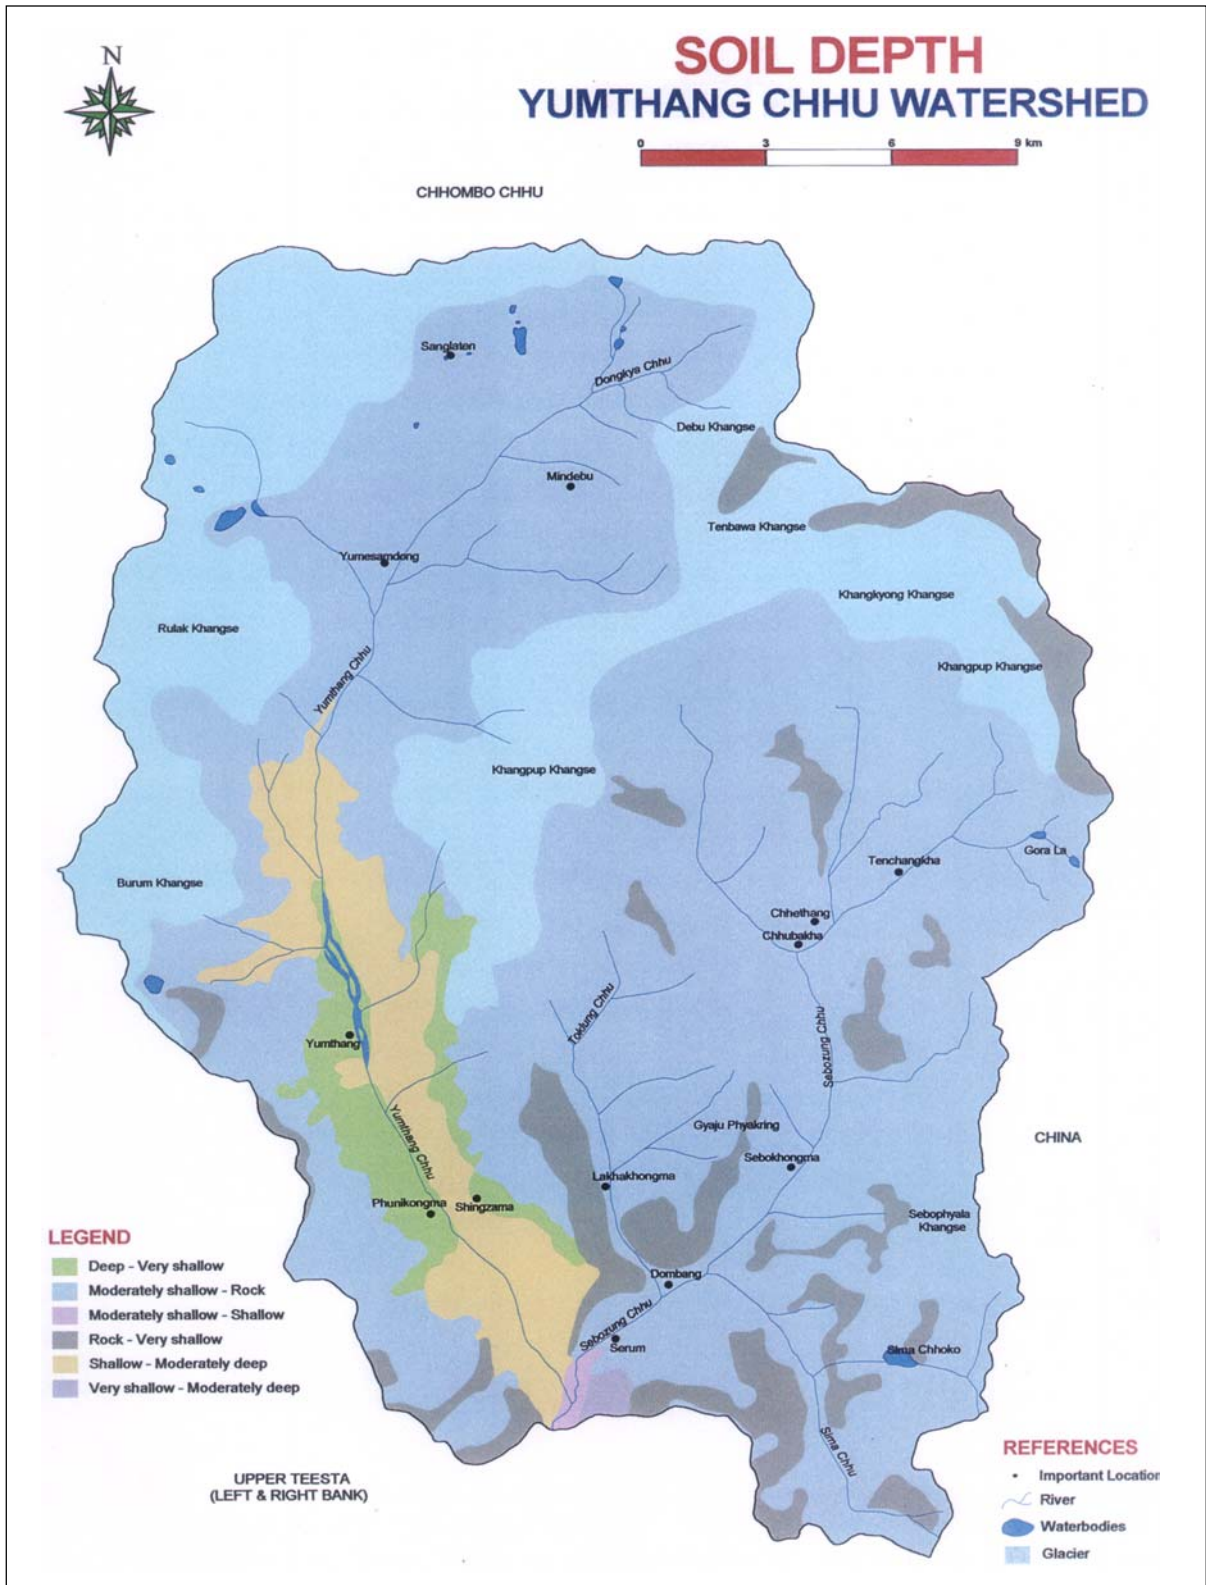 N
SOIL DEPTH
YUMTHANG CHHU WATERSHED
0 3 6 9 km
CHHOMBO CHHU
Sanglaten
Dongkya Chhu
Debu Khangse
Mindebu
Tenbawa Khangse
Yumesamdong
Khangkyong Khangse
Rulak Khangse
Khangpup Khangse
Yumthang Chhu
Khangpup Khangse
Gora La
Tenchangkha
Burum Khangse
Chhethang
Chhubakha
Toklung Chhu
Sebozung Chhu
Yumthang
Yumthang Chhu
Gyaju Phyakring
CHINA
Sebokhongma
Lakhakhongma
Phunikongma
Shingzama
Sebophyala
Khangse
LEGEND
Deep - Very shallow
Moderately shallow - Rock
Moderately shallow - Shallow
Rock - Very shallow
Shallow - Moderately deep
Very shallow - Moderately deep
Dombang
Sebozung Chhu
Serum
Sima Chhoko
Sima Chhu
UPPER TEESTA
(LEFT & RIGHT BANK)
REFERENCES
Important Location
River
Waterbodies
Glacier